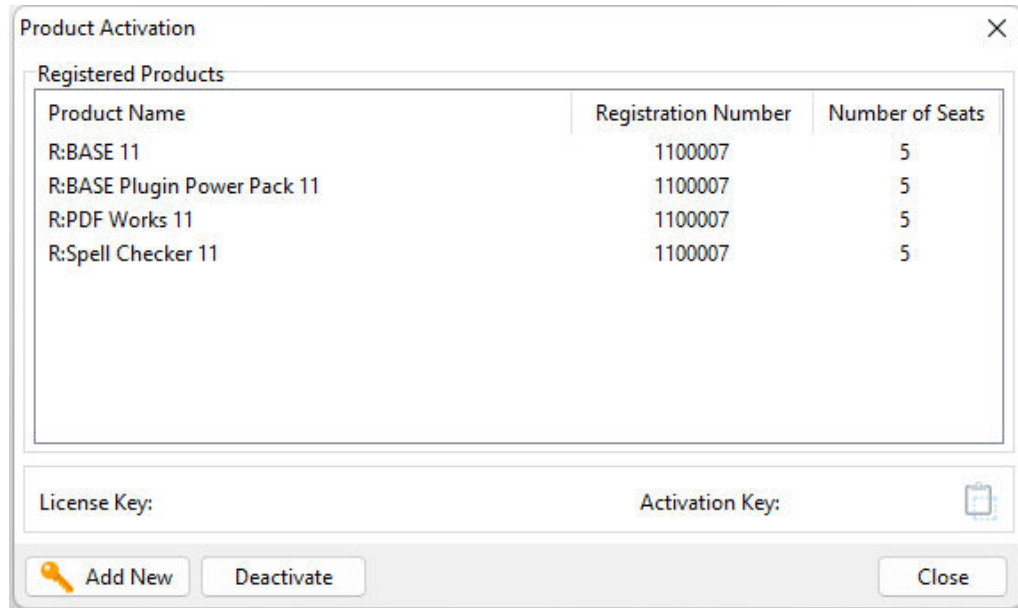 Product Activation
Registered Products
Product Name Registration Number Number of Seats
R:BASE 11 1100007 5
R:BASE Plugin Power Pack 11 1100007 5
R:PDF Works 11 1100007 5
R:Spell Checker 11 1100007 5
License Key: Activation Key:
Add New Deactivate Close